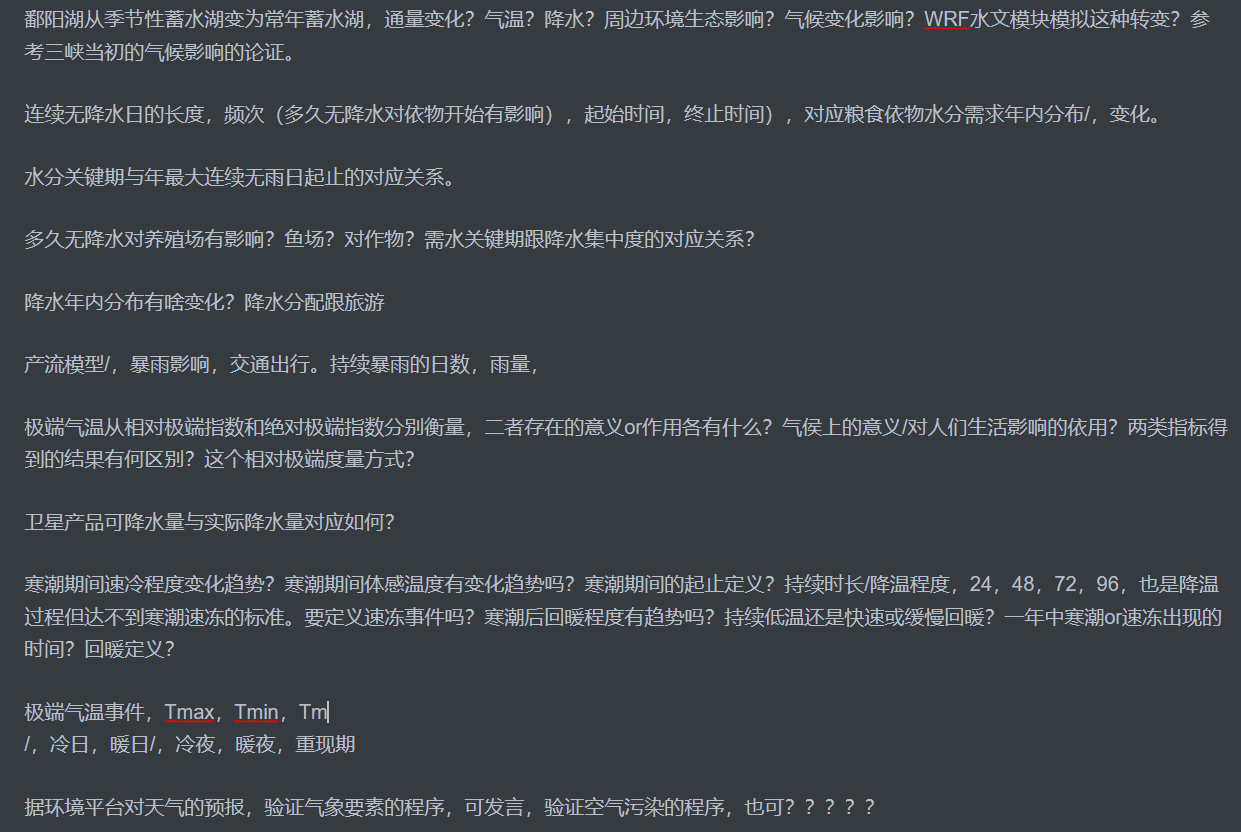 鄱阳湖从季节性蓄水湖变为常年蓄水湖，通量变化？气温？降水？周边环境生态影响？气候变化影响？WRF水文模块模拟这种转变？参
考三峡当初的气候影响的论证。
连续无降水日的长度，频次（多久无降水对依物开始有影响），起始时间，终止时间），对应粮食依物水分需求年内分布/，变化。
水分关键期与年最大连续无雨日起止的对应关系。
多久无降水对养殖场有影响？鱼场？对作物？需水关键期跟降水集中度的对应关系？
降水年内分布有啥变化？降水分配跟旅游
产流模型/，暴雨影响，交通出行。持续暴雨的日数，雨量，
极端气温从相对极端指数和绝对极端指数分别衡量，二者存在的意义or作用各有什么？气侯上的意义/对人们生活影响的依用？两类指标得
到的结果有何区别？这个相对极端度量方式？
卫星产品可降水量与实际降水量对应如何？
寒潮期间速冷程度变化趋势？寒潮期间体感温度有变化趋势吗？寒潮期间的起止定义？持续时长/降温程度，24，48，72，96，也是降温
过程但达不到寒潮速冻的标准。要定义速冻事件吗？寒潮后回暖程度有趋势吗？持续低温还是快速或缓慢回暖？一年中寒潮or速冻出现的
时间？回暖定义？
极端气温事件，Tmax，Tmin，Tm
/，冷日，暖日/，冷夜，暖夜，重现期
据环境平台对天气的预报，验证气象要素的程序，可发言，验证空气污染的程序，也可？？？？？